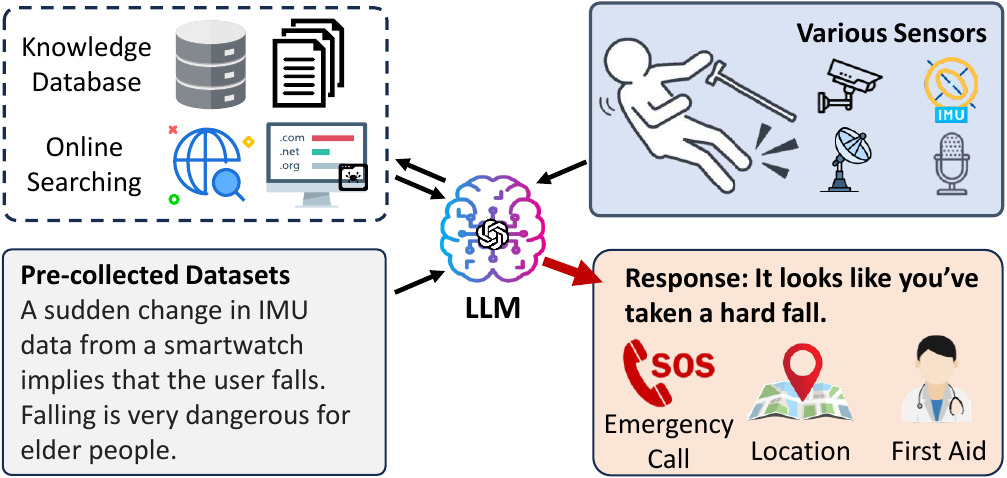 Knowledge
Database
Online
Searching
.com
.net
.org
Various Sensors
IMU
LLM
Pre-collected Datasets
A sudden change in IMU
data from a smartwatch
implies that the user falls.
Falling is very dangerous for
elder people.
Response: It looks like you’ve
taken a hard fall.
SOS
Emergency
Call
Location
First Aid